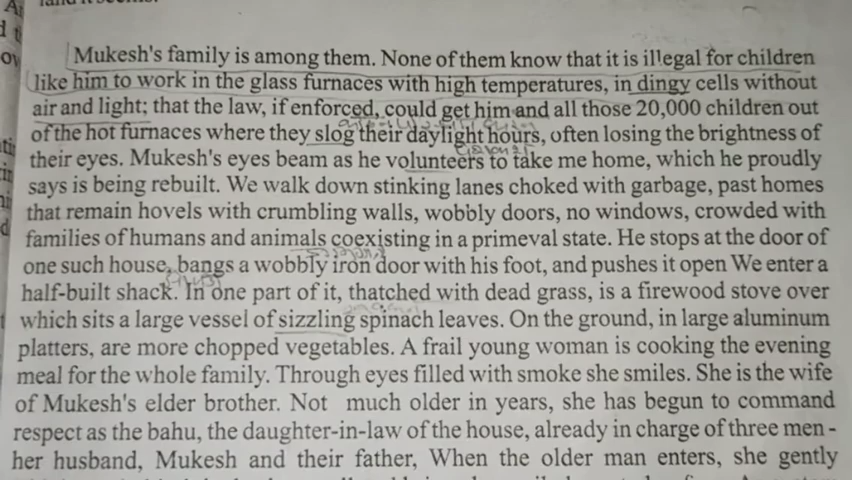 Mukesh's family is among them. None of them know that it is illegal for children
like him to work in the glass furnaces with high temperatures, in dingy cells without
air and light; that the law, if enforced, could get him and all those 20,000 children out
of the hot furnaces where they slog their daylight hours, often losing the brightness of
their eyes. Mukesh's eyes beam as he volunteers to take me home, which he proudly
says is being rebuilt. We walk down stinking lanes choked with garbage, past homes
that remain hovels with crumbling walls, wobbly doors, no windows, crowded with
families of humans and animals coexisting in a primeval state. He stops at the door of
one such house, bangs a wobbly iron door with his foot, and pushes it open We enter a
half-built shack. In one part of it, thatched with dead grass, is a firewood stove over
which sits a large vessel of sizzling spinach leaves. On the ground, in large aluminum
platters, are more chopped vegetables. A frail young woman is cooking the evening
meal for the whole family. Through eyes filled with smoke she smiles. She is the wife
of Mukesh's elder brother. Not much older in years, she has begun to command
respect as the bahu, the daughter-in-law of the house, already in charge of three men -
her husband, Mukesh and their father, When the older man enters, she gently